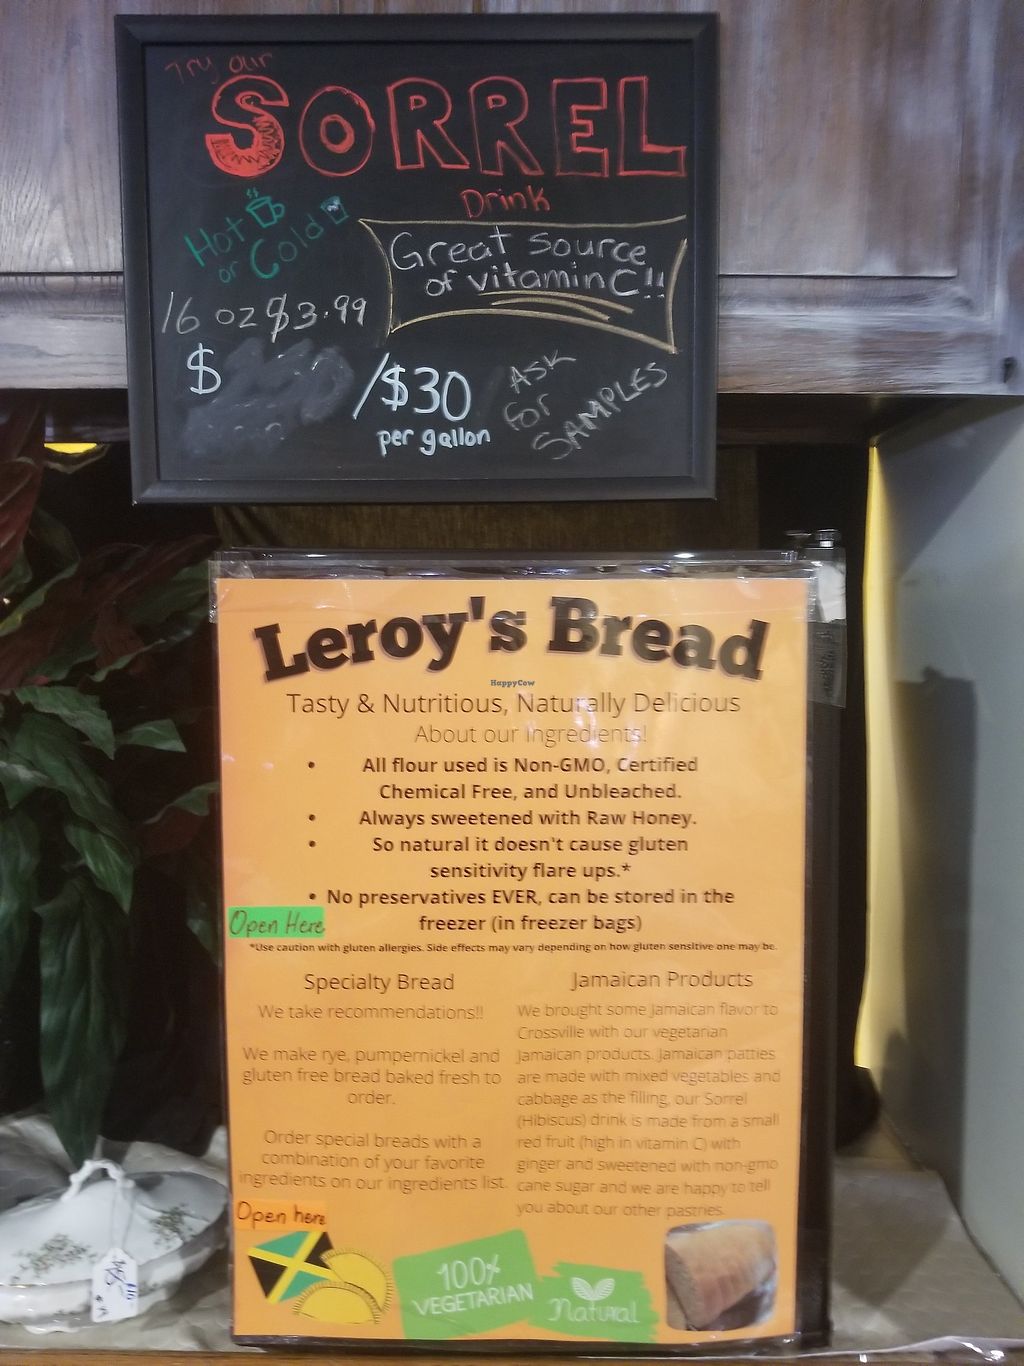 Try our
SORREL
Drink
Hot
or Cold
Great source
of vitamin C!!
16 oz $3.99
$ /$30
per gallon
ASK
For
SAMPLES
Leroy's Bread
HappyCow
Tasty & Nutritious, Naturally Delicious
About our ingredients!
• All flour used is Non-GMO, Certified
Chemical Free, and Unbleached.
• Always sweetened with Raw Honey.
• So natural it doesn't cause gluten
sensitivity flare ups.*
• No preservatives EVER, can be stored in the
freezer (in freezer bags)
Open Here
*Use caution with gluten allergies. Side effects may vary depending on how gluten sensitive one may be.
Specialty Bread
We take recommendations!!
We make rye, pumpernickel and
gluten free bread baked fresh to
order.
Order special breads with a
combination of your favorite
ingredients on our ingredients list.
Open here
Jamaican Products
We brought some Jamaican flavor to
Crossville with our vegetarian
Jamaican products. Jamaican patties
are made with mixed vegetables and
cabbage as the filling, our Sorrel
(Hibiscus) drink is made from a small
red fruit (high in vitamin C) with
ginger and sweetened with non-gmo
cane sugar and we are happy to tell
you about our other pastries.
100%
VEGETARIAN
Natural